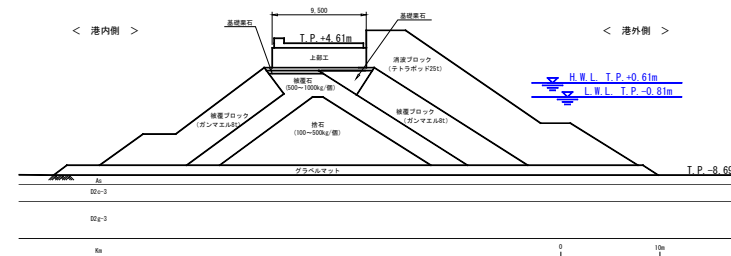 ＜ 港内側 ＞
9,500
基礎栗石
＜ 港外側 ＞
基礎栗石
T.P.+4.61m
上部工
消波ブロック
(テトラポッド25t)
H.W.L. T.P.+0.61m
L.W.L. T.P.-0.81m
被覆石
(500～1000kg/個)
被覆ブロック
(ガンマエル8t)
被覆ブロック
(ガンマエル8t)
捨石
(100～500kg/個)
グラベルマット
T.P.-8.69
As
D2c-3
D2g-3
Km
0
10m